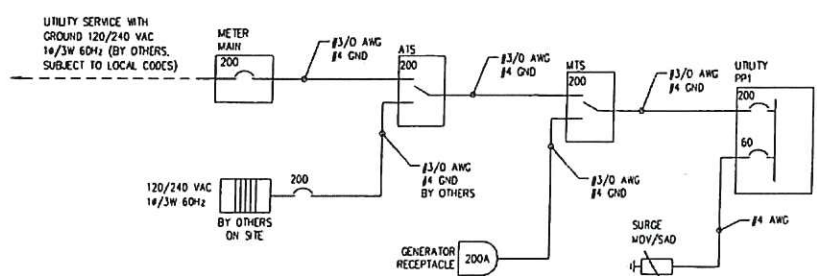 UTILITY SERVICE WITH
GROUND 120/240 VAC
1ø/3W 60Hz (BY OTHERS,
SUBJECT TO LOCAL CODES)
METER
MAIN
200
#3/0 AWG
#4 GND
ATS
200
#3/0 AWG
#4 GND
MTS
200
#3/0 AWG
#4 GND
UTILITY
PP1
200
60
120/240 VAC
1ø/3W 60Hz
BY OTHERS
ON SITE
200
#3/0 AWG
#4 GND
BY OTHERS
#3/0 AWG
#4 GND
GENERATOR
RECEPTACLE
200A
SURGE
MOV/SAD
#4 AWG